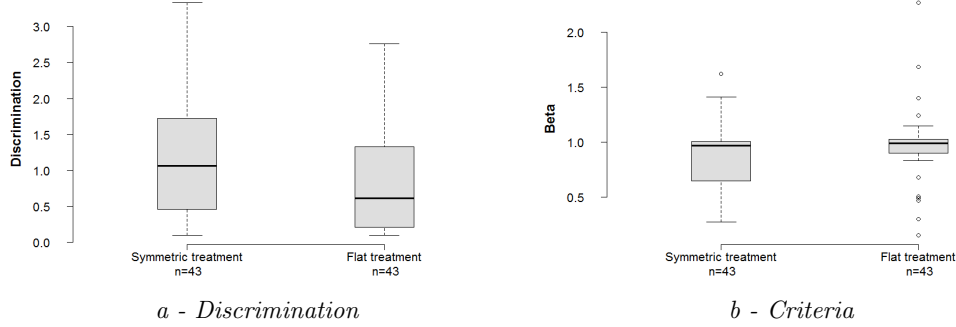 Discrimination
3.0
2.5
2.0
1.5
1.0
0.5
0.0
Symmetric treatment
n=43
Flat treatment
n=43
a - Discrimination
Beta
2.0
1.5
1.0
0.5
Symmetric treatment
n=43
Flat treatment
n=43
b - Criteria